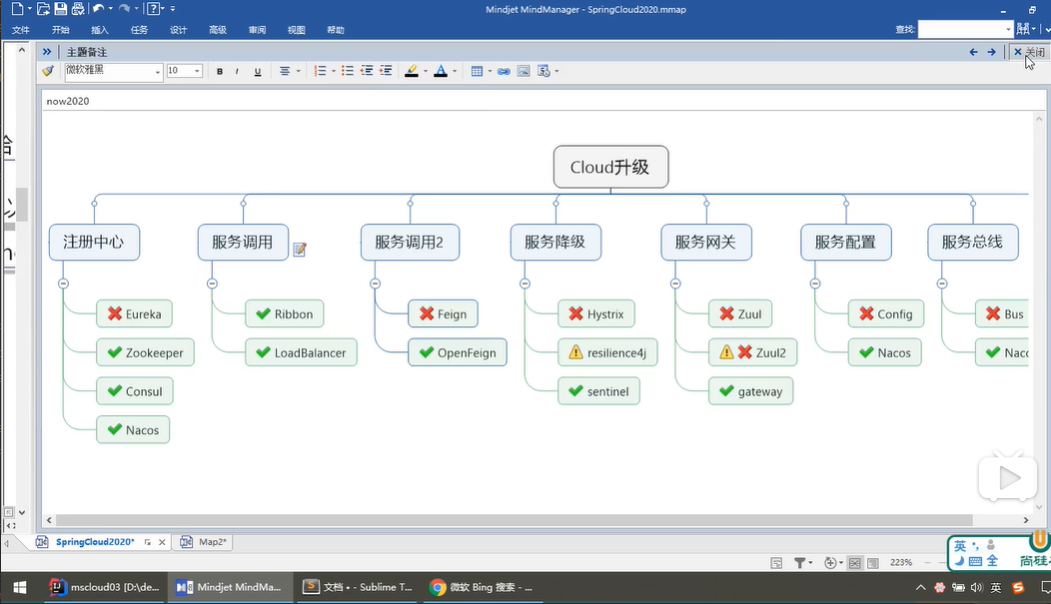 Mindjet MindManager - SpringCloud2020.mmap
文件 开始 插入 任务 设计 高级 审阅 视图 帮助 查找:
主题备注 关闭
微软雅黑 10 B I U A
now2020
Cloud升级
注册中心 服务调用 服务调用2 服务降级 服务网关 服务配置 服务总线
Eureka Ribbon Feign Hystrix Zuul Config Bus
Zookeeper LoadBalancer OpenFeign resilience4j Zuul2 Nacos Nacc
Consul sentinel gateway
Nacos
SpringCloud2020* Map2*
英
223%
全 尚硅
mscloud03 [D:\de... Mindjet MindMa... 文档 • - Sublime T... 微软 Bing 搜索 - ... 英